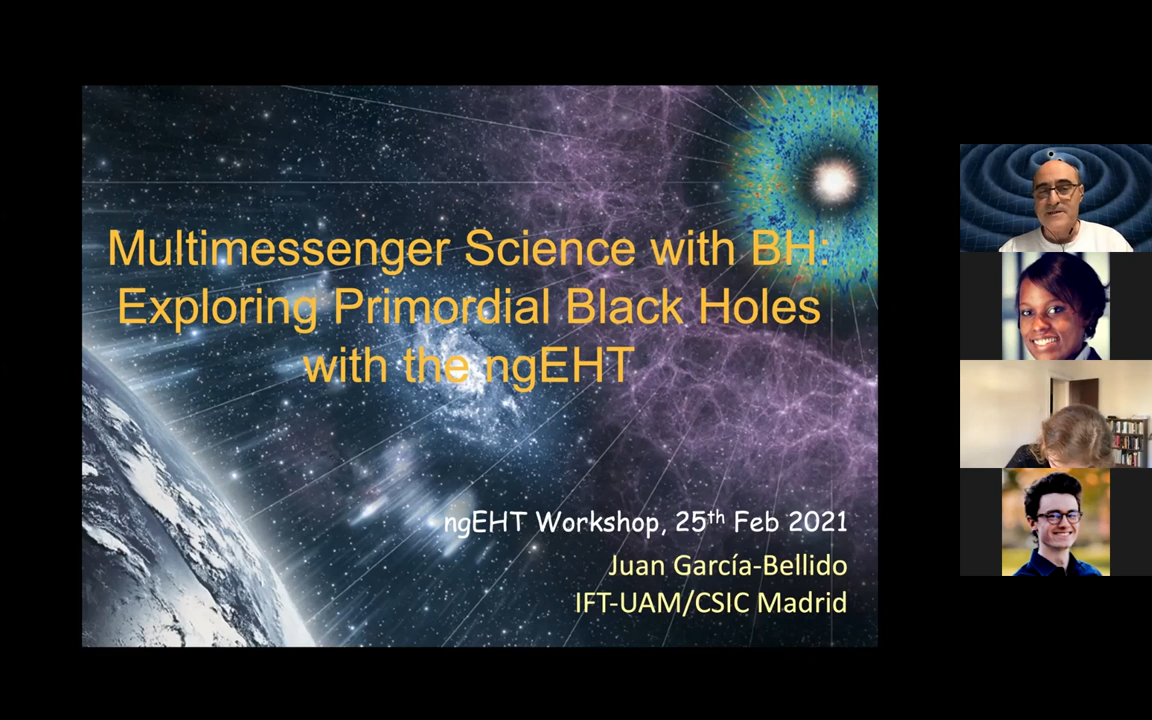 Multimessenger Science with BH:
Exploring Primordial Black Holes
with the ngEHT
ngEHT Workshop, 25th Feb 2021
Juan García-Bellido
IFT-UAM/CSIC Madrid